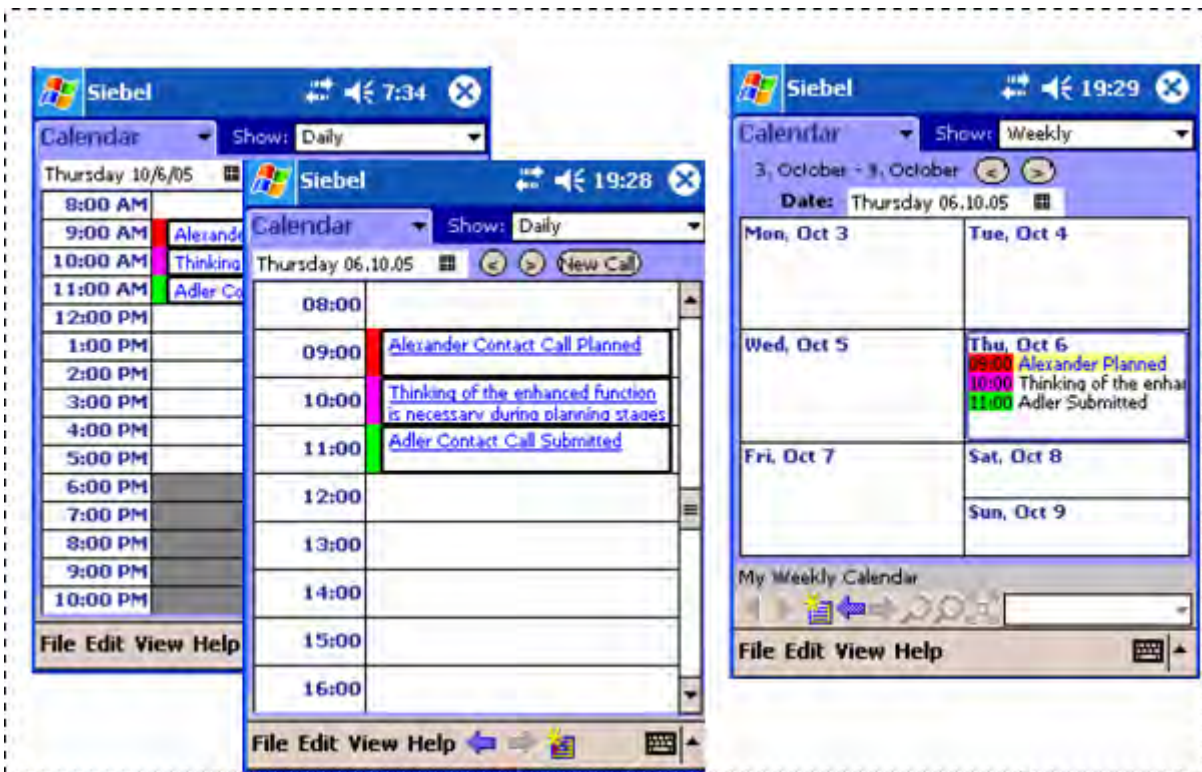 Siebel 7:34
Calendar Show: Daily
Thursday 10/6/05
8:00 AM
9:00 AM Alexande
10:00 AM Thinking
11:00 AM Adler Co
12:00 PM
1:00 PM
2:00 PM
3:00 PM
4:00 PM
5:00 PM
6:00 PM
7:00 PM
8:00 PM
9:00 PM
10:00 PM
File Edit View Help
Siebel 19:28
Calendar Show: Daily
Thursday 06.10.05 < > New Call
08:00
09:00 Alexander Contact Call Planned
10:00 Thinking of the enhanced function
is necessary during planning stages
11:00 Adler Contact Call Submitted
12:00
13:00
14:00
15:00
16:00
File Edit View Help
Siebel 19:29
Calendar Show: Weekly
3, October - 9, October < >
Date: Thursday 06.10.05
Mon, Oct 3 Tue, Oct 4
Wed, Oct 5 Thu, Oct 6
09:00 Alexander Planned
10:00 Thinking of the enhan
11:00 Adler Submitted
Fri, Oct 7 Sat, Oct 8
Sun, Oct 9
My Weekly Calendar
File Edit View Help